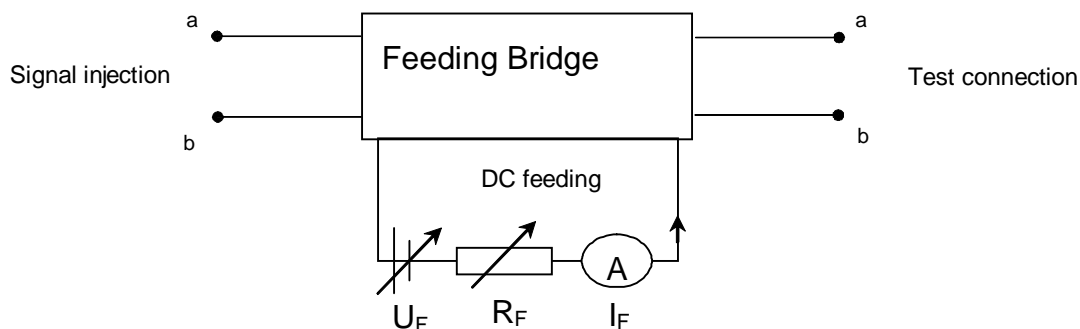 a
a
Feeding Bridge
Signal injection
Test connection
b
b
DC feeding
A
UF
RF
IF